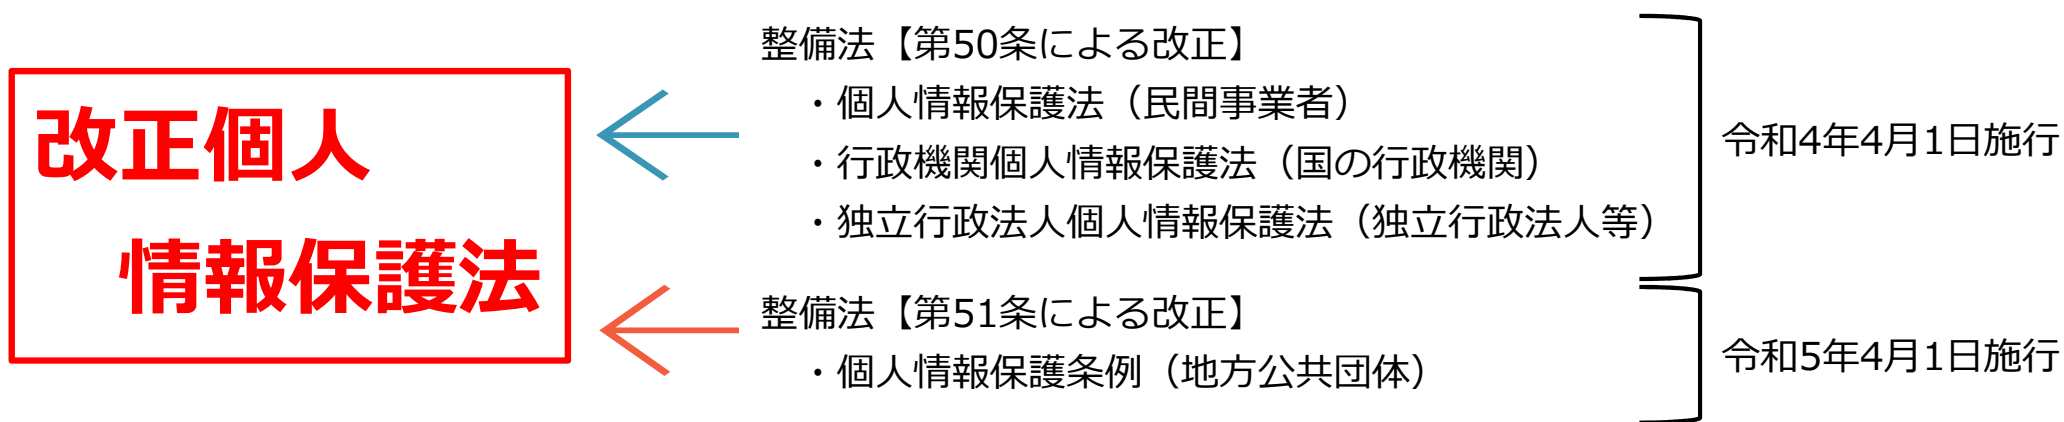 改正個人
情報保護法
整備法【第50条による改正】
・個人情報保護法（民間事業者）
・行政機関個人情報保護法（国の行政機関）
・独立行政法人個人情報保護法（独立行政法人等）
令和4年4月1日施行
整備法【第51条による改正】
・個人情報保護条例（地方公共団体）
令和5年4月1日施行